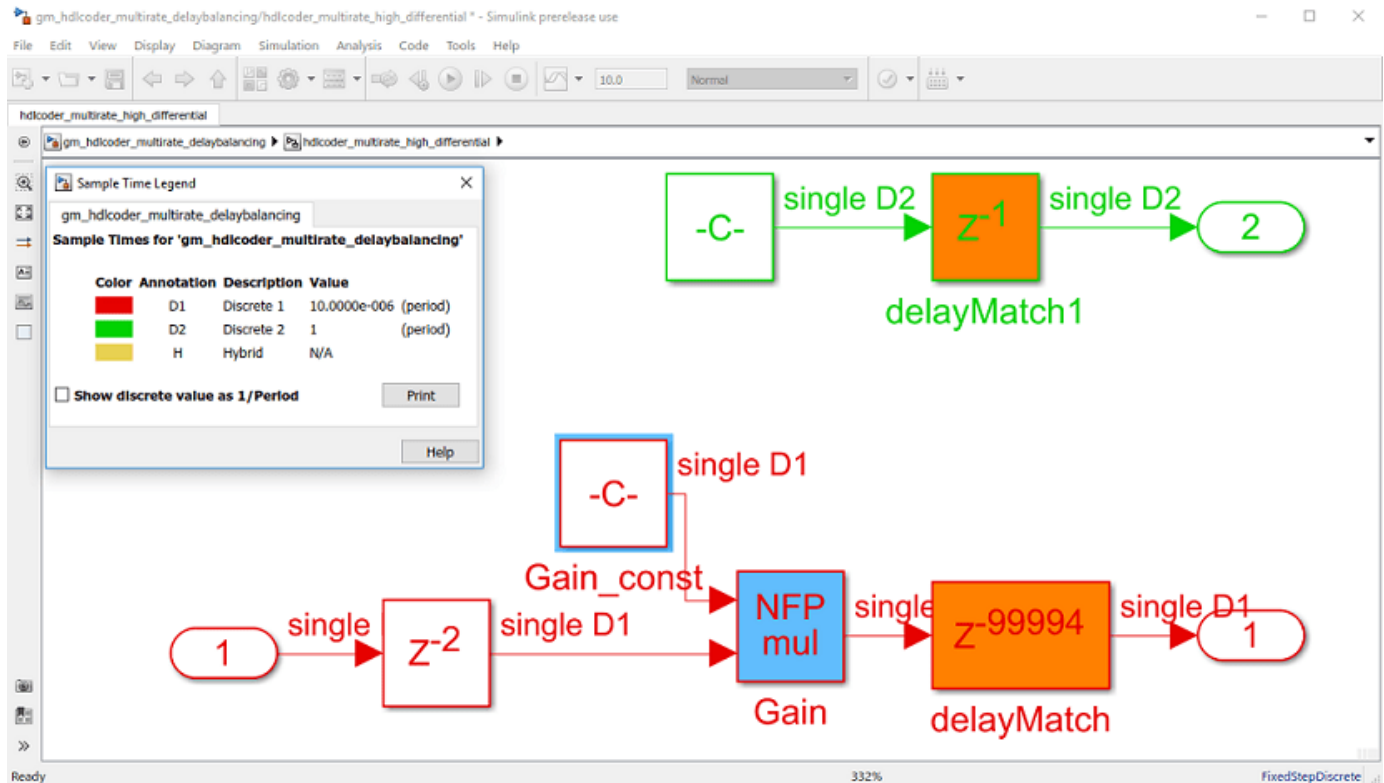 gm_hdlcoder_multirate_delaybalancing/hdlcoder_multirate_high_differential * - Simulink prerelease use
File Edit View Display Diagram Simulation Analysis Code Tools Help
10.0 Normal
hdlcoder_multirate_high_differential
gm_hdlcoder_multirate_delaybalancing hdlcoder_multirate_high_differential
Sample Time Legend
gm_hdlcoder_multirate_delaybalancing
Sample Times for 'gm_hdlcoder_multirate_delaybalancing'
Color Annotation Description Value
D1 Discrete 1 10.0000e-006 (period)
D2 Discrete 2 1 (period)
H Hybrid N/A
Show discrete value as 1/Period Print
Help
-C- single D2 Z-1 single D2 2
delayMatch1
-C- single D1
Gain_const
1 single Z-2 single D1 NFP mul single Z-99994 single D1 1
Gain delayMatch
Ready 332% FixedStepDiscrete